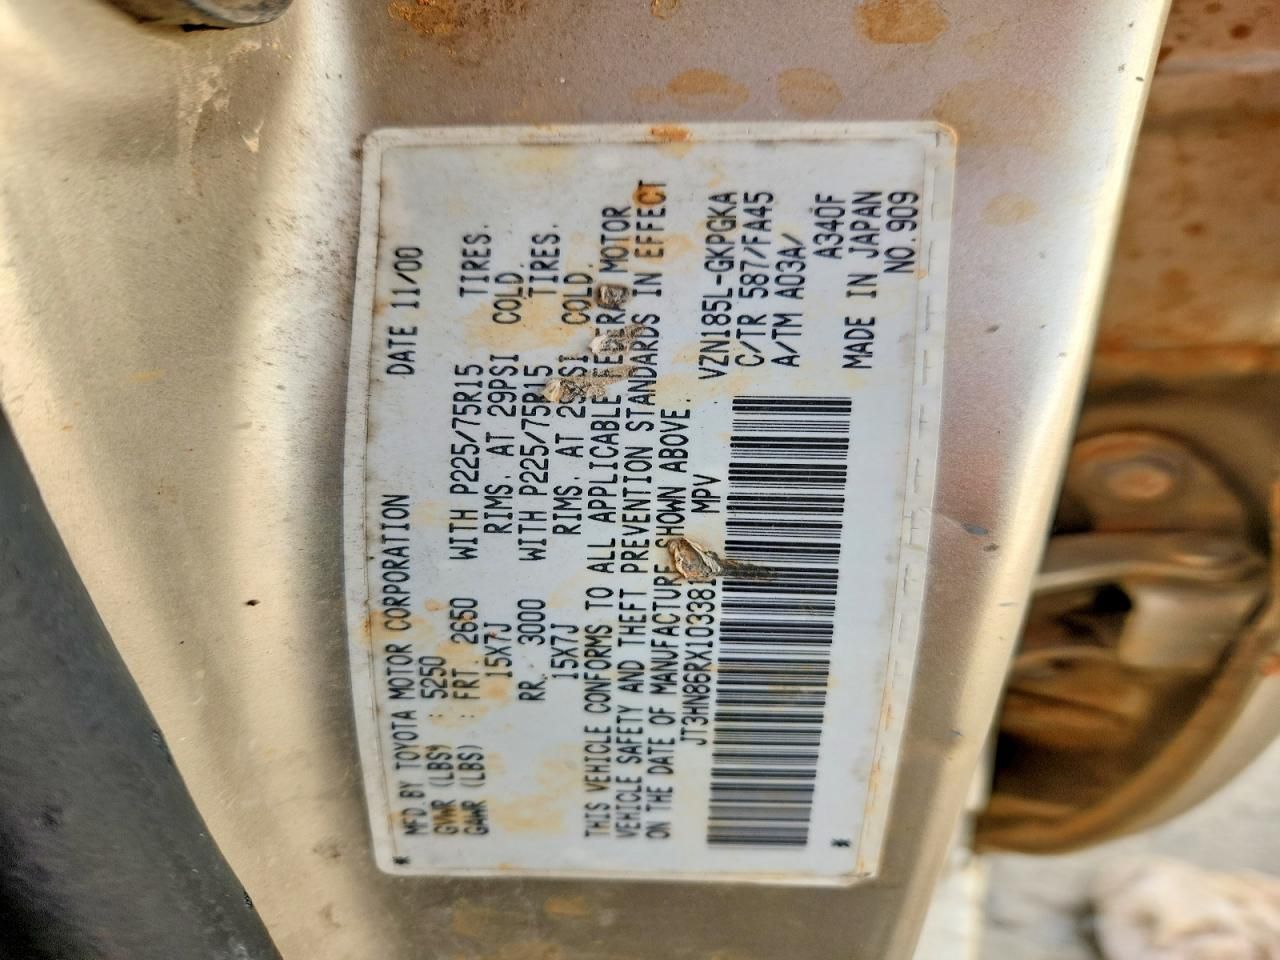 MFD BY TOYOTA MOTOR CORPORATION DATE 11/00
GVWR (LBS) : 5250
GAWR (LBS) : FRT. 2650 WITH P225/75R15 TIRES,
15X7J RIMS, AT 29PSI COLD.
RR. 3000 WITH P225/75R15 TIRES,
15X7J RIMS, AT 29PSI COLD.
THIS VEHICLE CONFORMS TO ALL APPLICABLE FEDERAL MOTOR
VEHICLE SAFETY AND THEFT PREVENTION STANDARDS IN EFFECT
ON THE DATE OF MANUFACTURE SHOWN ABOVE.
JT3HN86RX103381 MPV
VZN185L-GKPGKA
C/TR 587/FA45
A/TM A03A/
A340F
MADE IN JAPAN
NO. 909